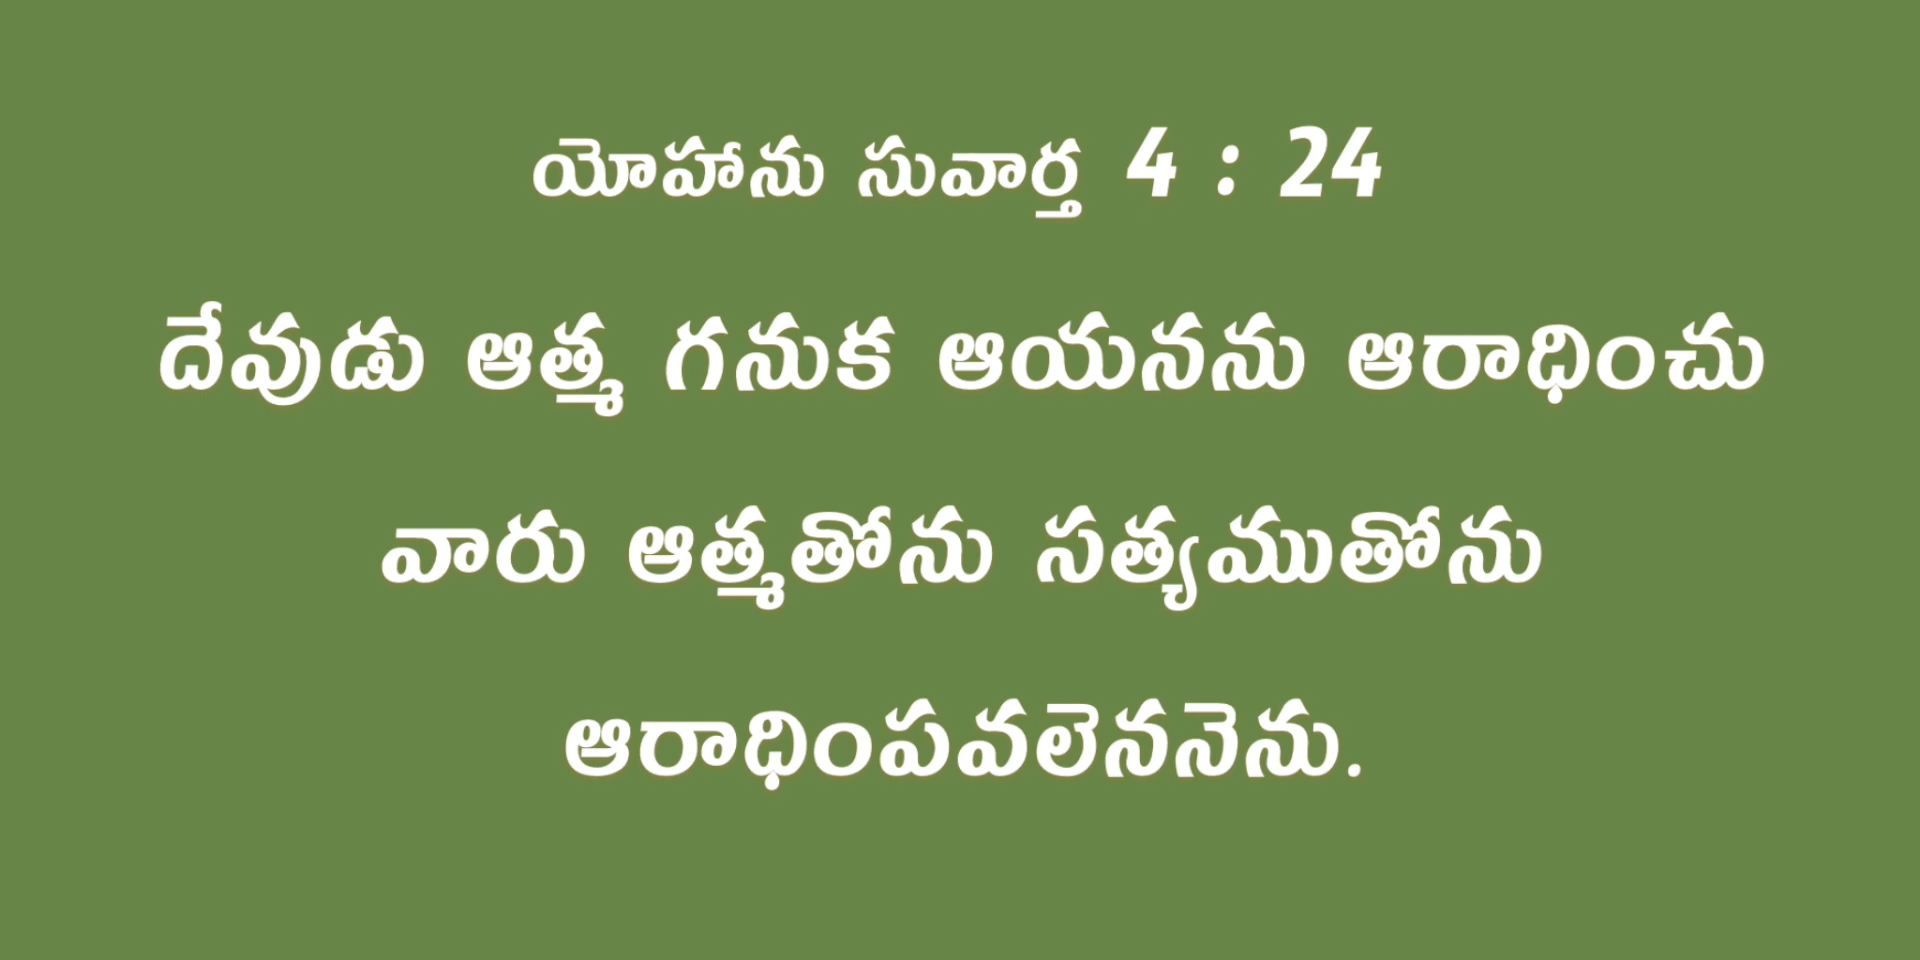 యోహాను సువార్త 4 : 24
దేవుడు ఆత్మ గనుక ఆయనను ఆరాధించు
వారు ఆత్మతోను సత్యముతోను
ఆరాధింపవలెననెను.